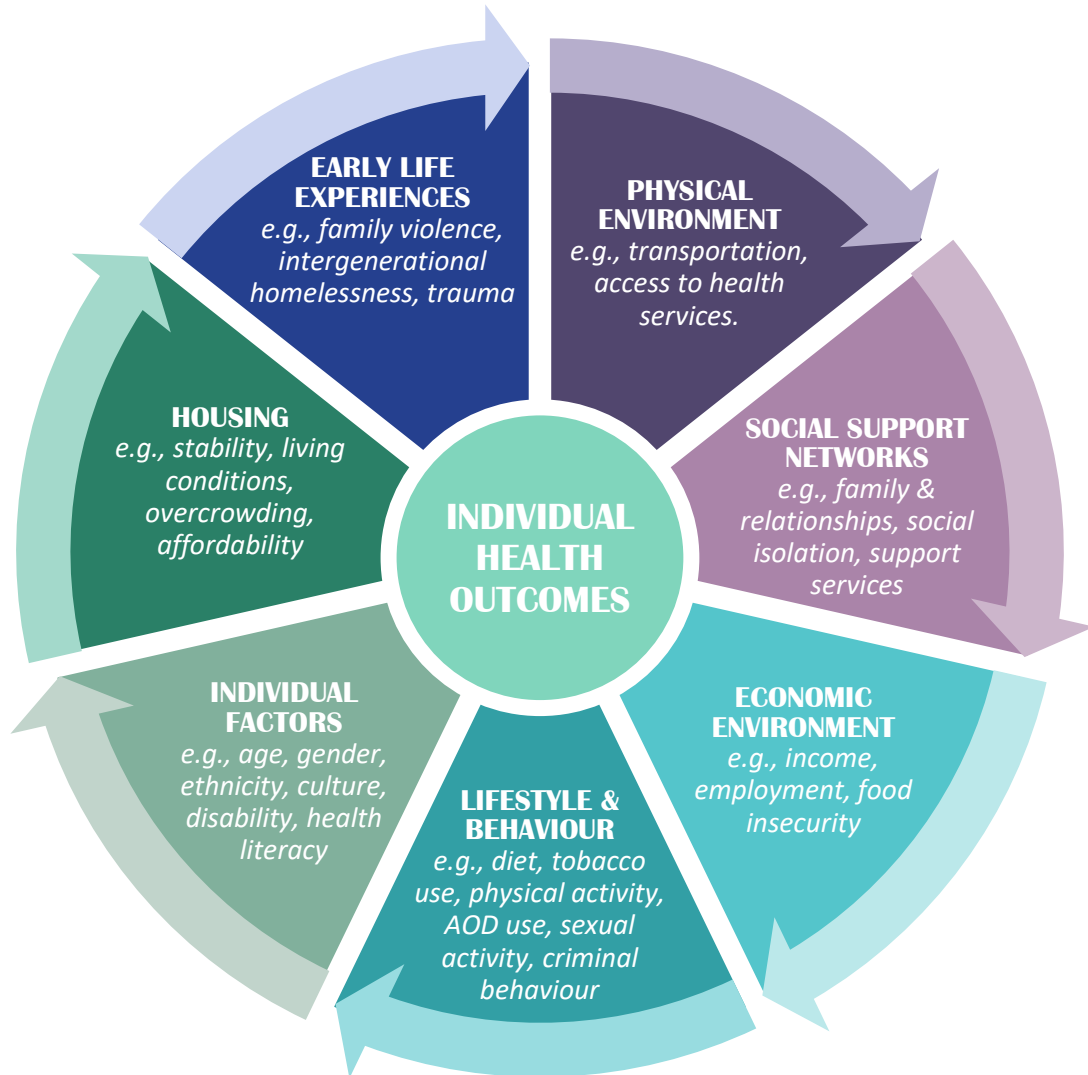 EARLY LIFE
EXPERIENCES
e.g., family violence,
intergenerational
homelessness, trauma
PHYSICAL
ENVIRONMENT
e.g., transportation,
access to health
services.
SOCIAL SUPPORT
NETWORKS
e.g., family &
relationships, social
isolation, support
services
ECONOMIC
ENVIRONMENT
e.g., income,
employment, food
insecurity
LIFESTYLE &
BEHAVIOUR
e.g., diet, tobacco
use, physical activity,
AOD use, sexual
activity, criminal
behaviour
INDIVIDUAL
FACTORS
e.g., age, gender,
ethnicity, culture,
disability, health
literacy
HOUSING
e.g., stability, living
conditions,
overcrowding,
affordability
INDIVIDUAL
HEALTH
OUTCOMES